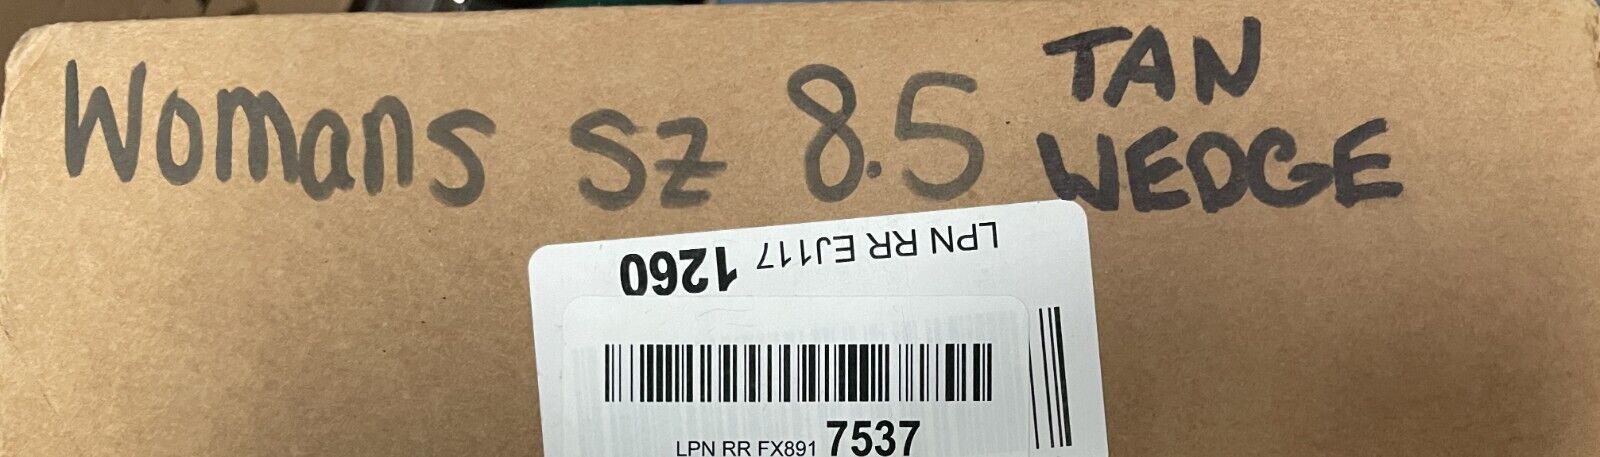 Womans sz 8.5 TAN
WEDGE
LPN RR EJ117 1260
LPN RR FX891 7537